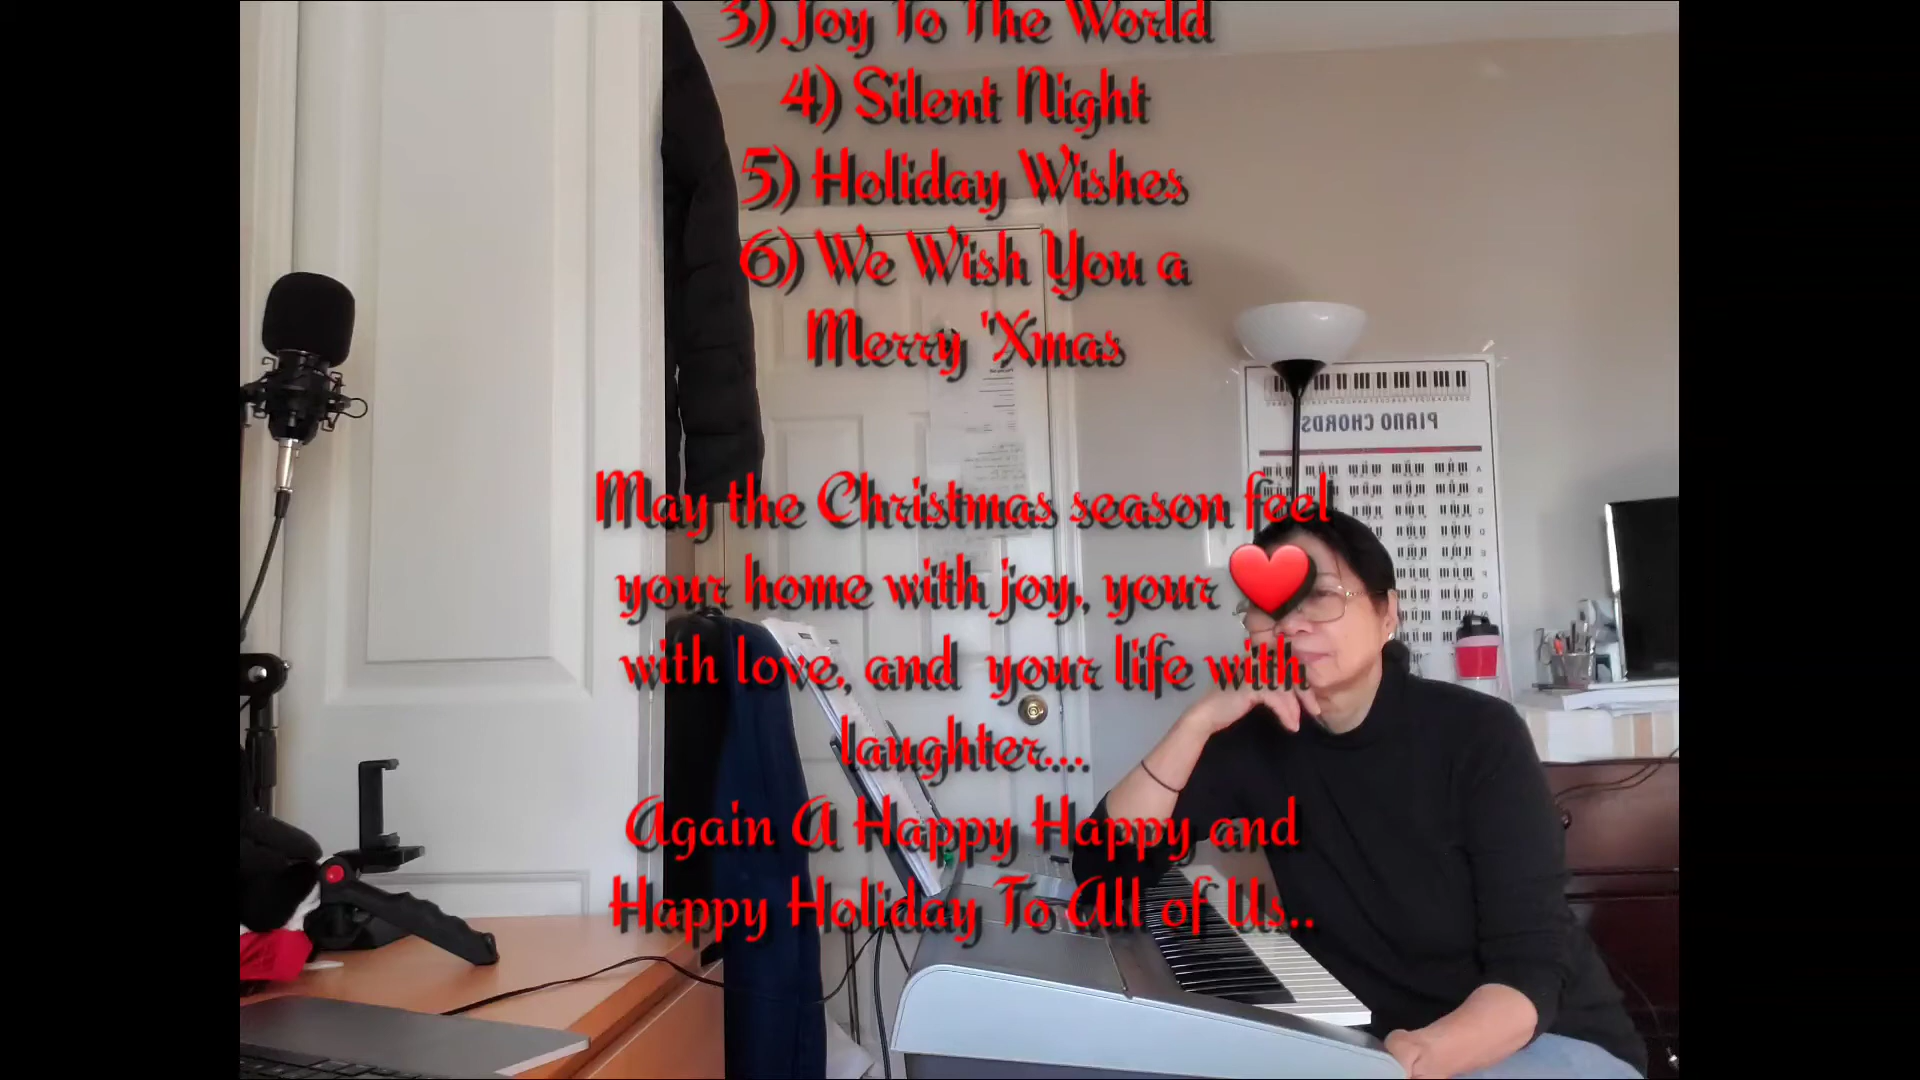 3) Joy To The World
4) Silent Night
5) Holiday Wishes
6) We Wish You a
Merry 'Xmas
May the Christmas season feel
your home with joy, your ❤️
with love, and your life with
laughter...
Again A Happy Happy and
Happy Holiday To All of Us..
PIANO CHORDS